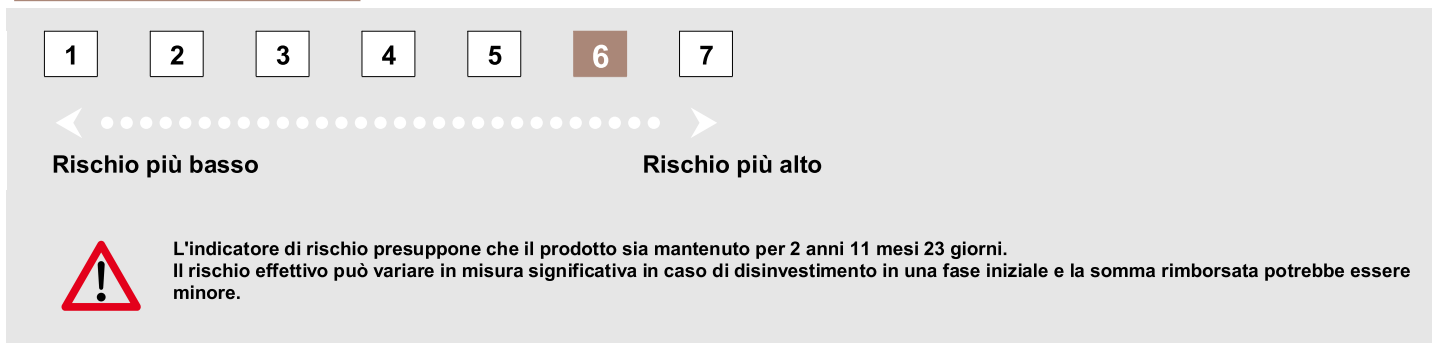 1 2 3 4 5 6 7
Rischio più basso Rischio più alto
L'indicatore di rischio presuppone che il prodotto sia mantenuto per 2 anni 11 mesi 23 giorni.
Il rischio effettivo può variare in misura significativa in caso di disinvestimento in una fase iniziale e la somma rimborsata potrebbe essere
minore.